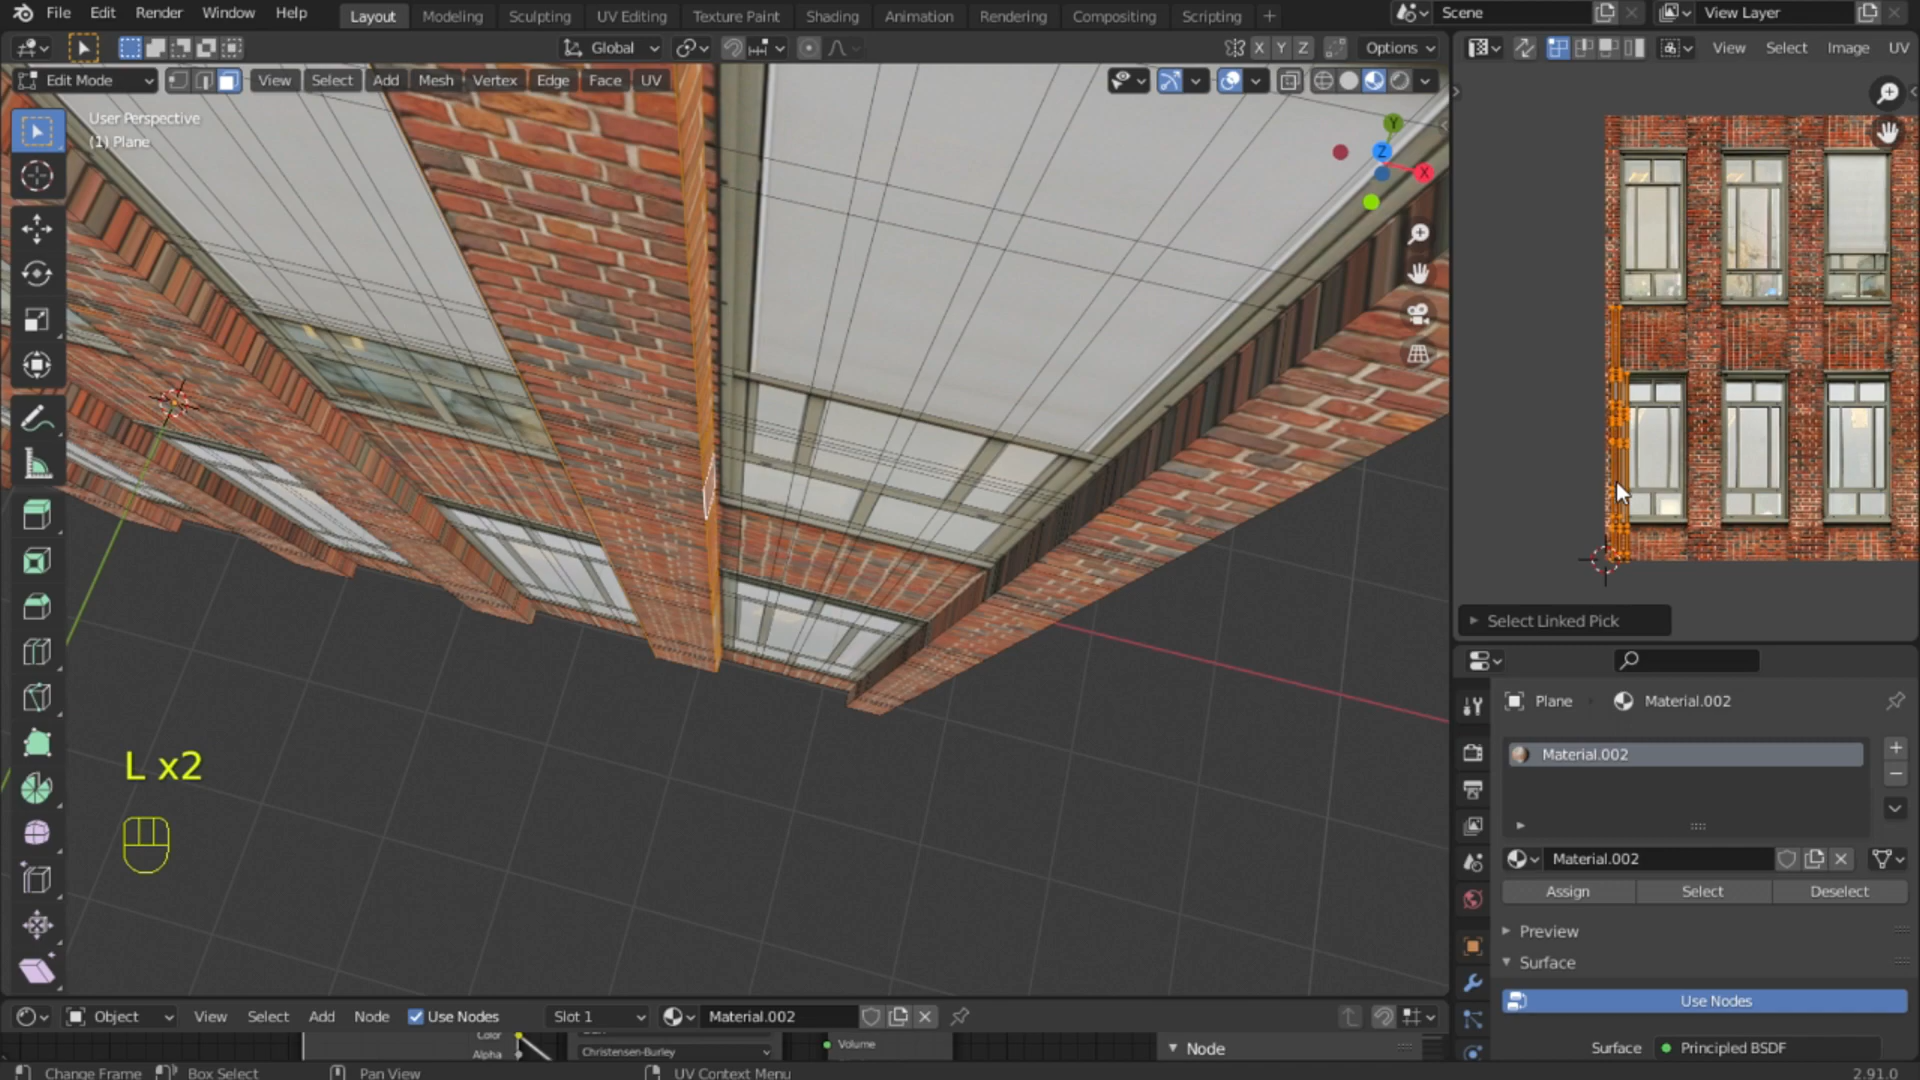 File Edit Render Window Help Layout Modeling Sculpting UV Editing Texture Paint Shading Animation Rendering Compositing Scripting + Scene View Layer
Global X Y Z Options View Select Image UV
Edit Mode View Select Add Mesh Vertex Edge Face UV
User Perspective
(1) Plane
Y
Z
X
Select Linked Pick
Plane Material.002
Material.002
L x2
Material.002
Assign Select Deselect
Preview
Surface
Use Nodes
Object View Select Add Node Use Nodes Slot 1 Material.002
Color
Alpha
Christensen-Burley
Volume
Node
Surface Principled BSDF
Change Frame Box Select Pan View UV Context Menu 2.91.0